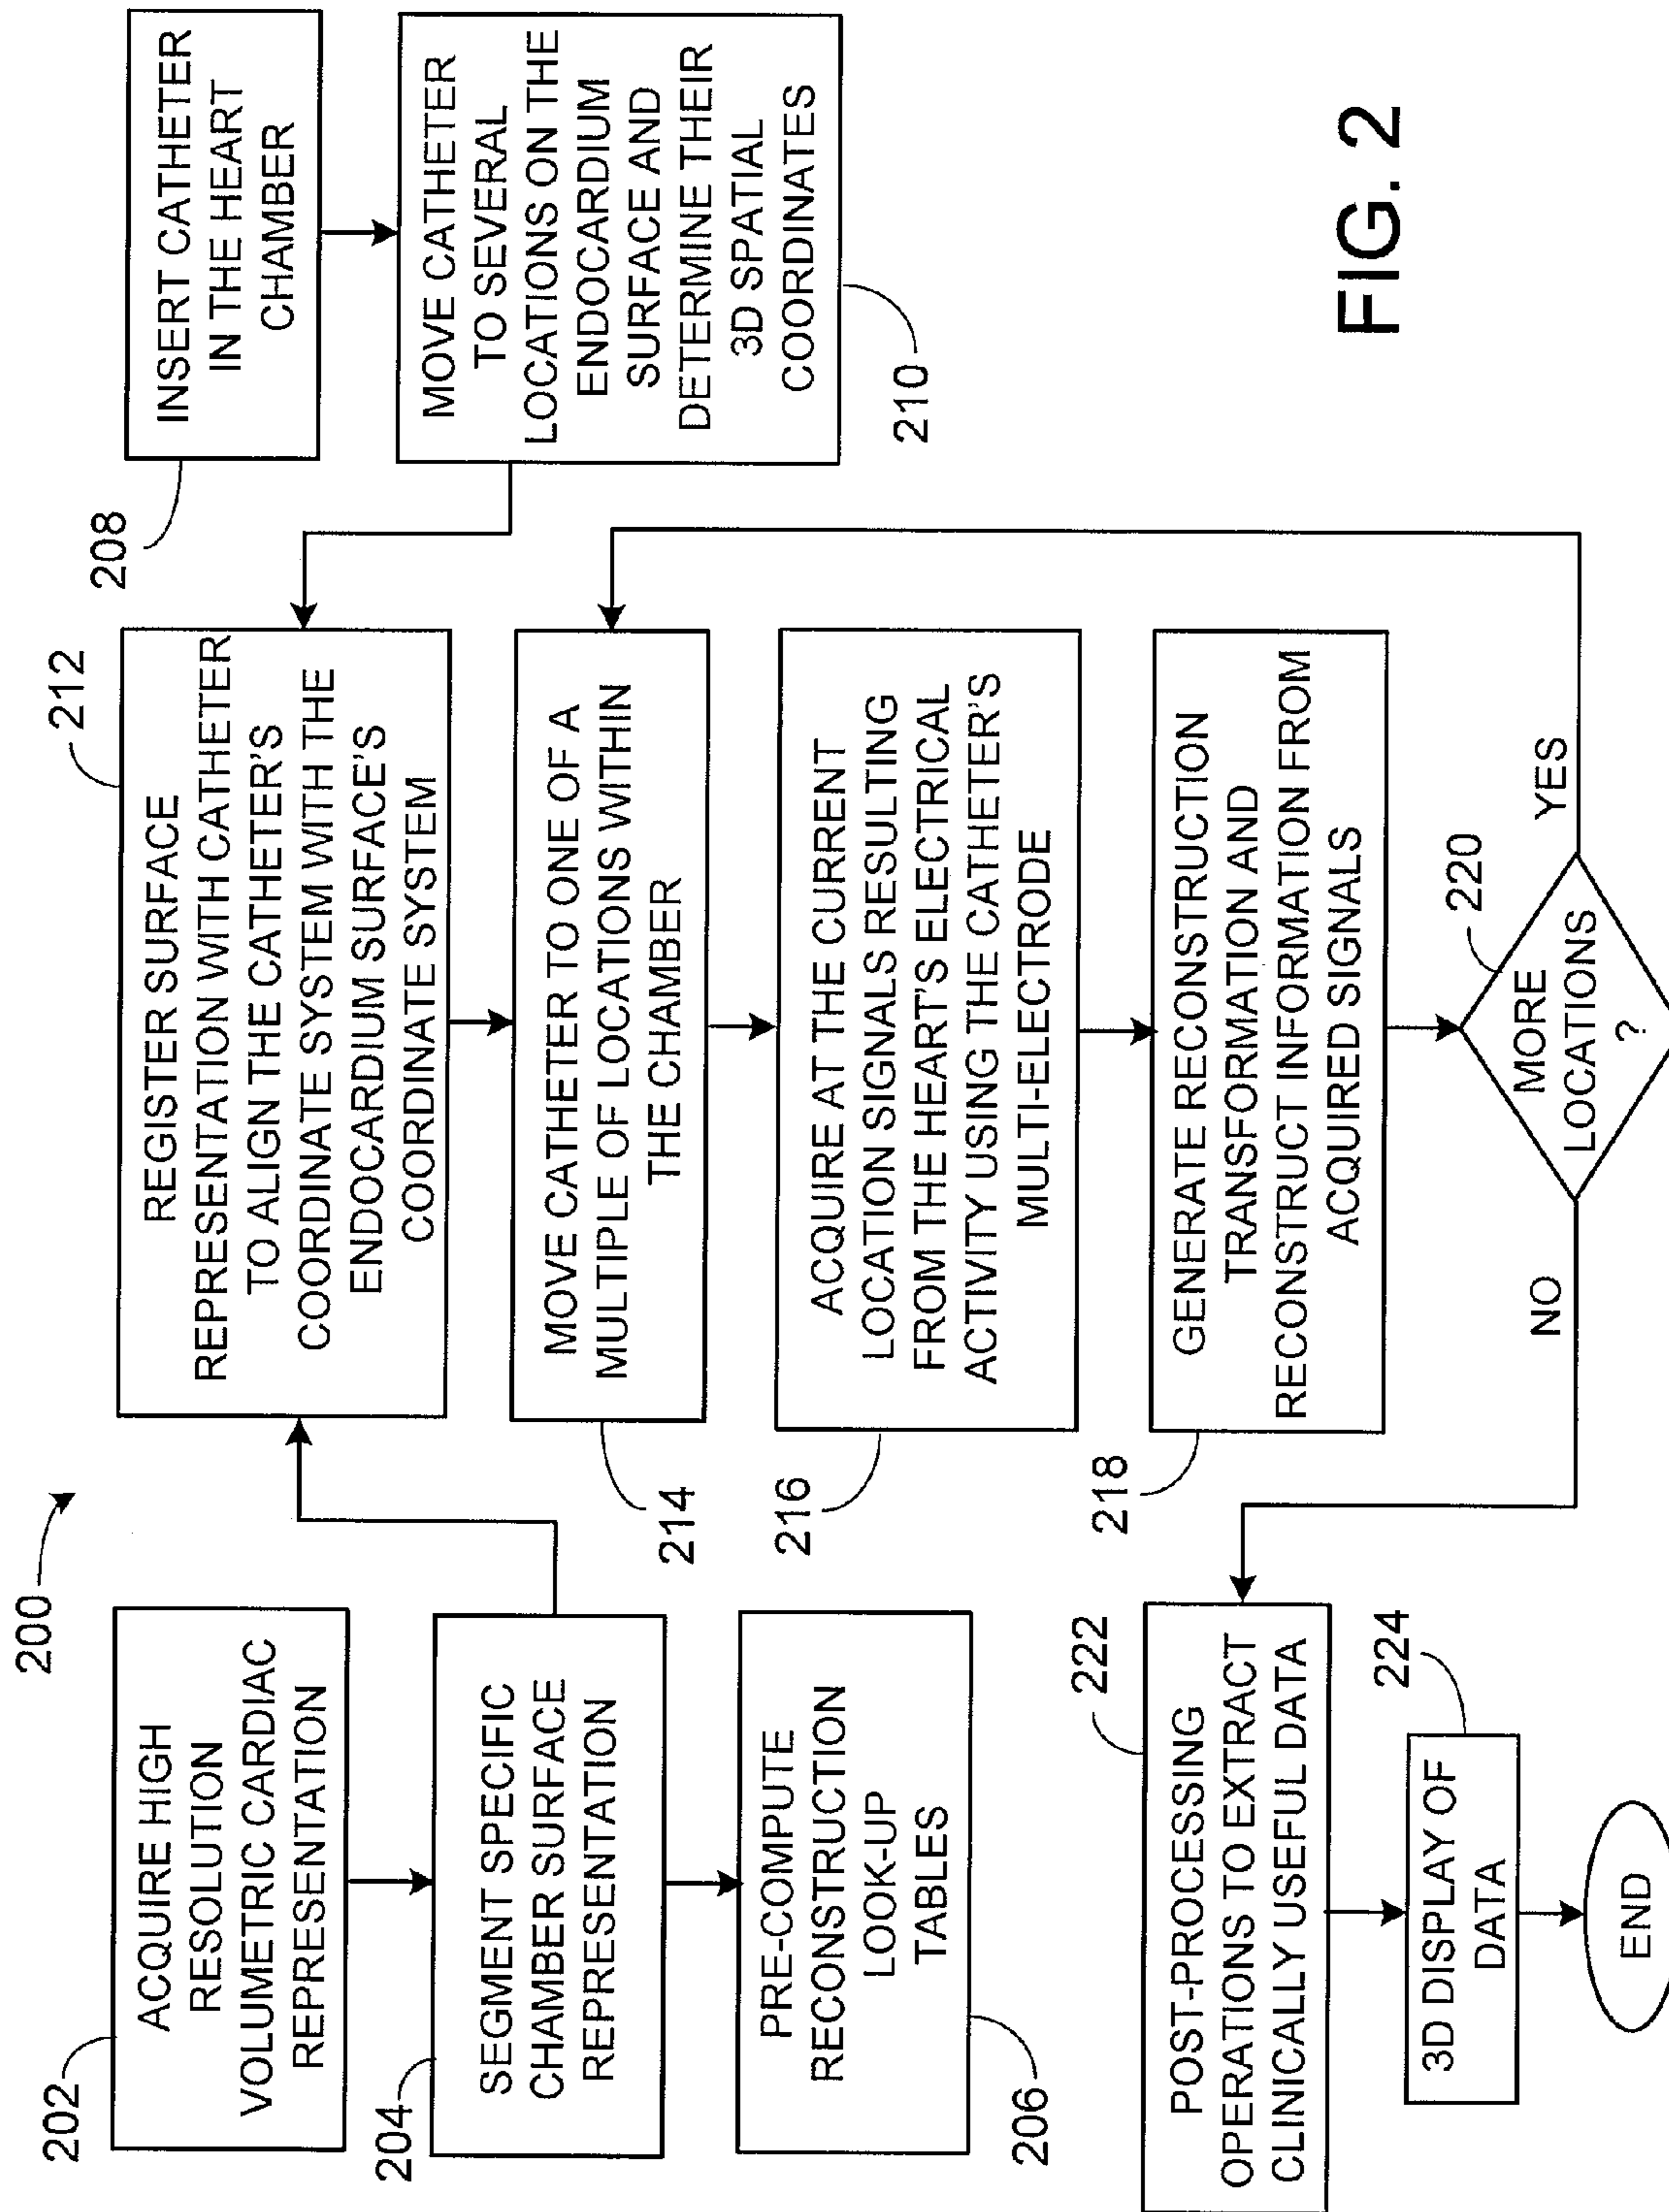 200
202
ACQUIRE HIGH
RESOLUTION
VOLUMETRIC CARDIAC
REPRESENTATION
204
SEGMENT SPECIFIC
CHAMBER SURFACE
REPRESENTATION
206
PRE-COMPUTE
RECONSTRUCTION
LOOK-UP
TABLES
208
INSERT CATHETER
IN THE HEART
CHAMBER
210
MOVE CATHETER
TO SEVERAL
LOCATIONS ON THE
ENDOCARDIUM
SURFACE AND
DETERMINE THEIR
3D SPATIAL
COORDINATES
212
REGISTER SURFACE
REPRESENTATION WITH CATHETER
TO ALIGN THE CATHETER'S
COORDINATE SYSTEM WITH THE
ENDOCARDIUM SURFACE'S
COORDINATE SYSTEM
214
MOVE CATHETER TO ONE OF A
MULTIPLE OF LOCATIONS WITHIN
THE CHAMBER
216
ACQUIRE AT THE CURRENT
LOCATION SIGNALS RESULTING
FROM THE HEART'S ELECTRICAL
ACTIVITY USING THE CATHETER'S
MULTI-ELECTRODE
218
GENERATE RECONSTRUCTION
TRANSFORMATION AND
RECONSTRUCT INFORMATION FROM
ACQUIRED SIGNALS
220
MORE
LOCATIONS
?
NO
YES
222
POST-PROCESSING
OPERATIONS TO EXTRACT
CLINICALLY USEFUL DATA
224
3D DISPLAY OF
DATA
END
FIG. 2